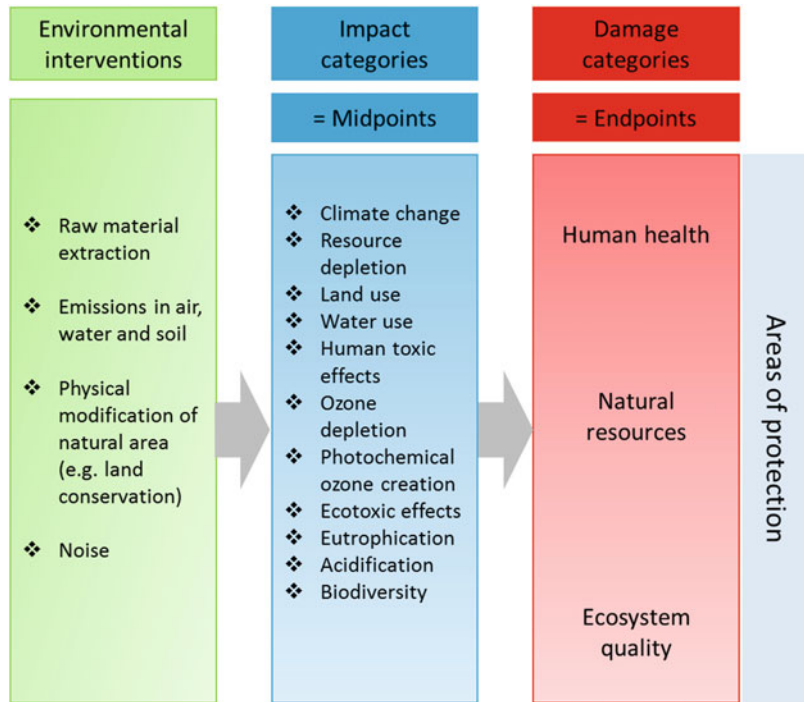 Environmental
interventions
❖ Raw material
extraction
❖ Emissions in air,
water and soil
❖ Physical
modification of
natural area
(e.g. land
conservation)
❖ Noise
Impact
categories
= Midpoints
❖ Climate change
❖ Resource
depletion
❖ Land use
❖ Water use
❖ Human toxic
effects
❖ Ozone
depletion
❖ Photochemical
ozone creation
❖ Ecotoxic effects
❖ Eutrophication
❖ Acidification
❖ Biodiversity
Damage
categories
= Endpoints
Human health
Natural
resources
Ecosystem
quality
Areas of protection